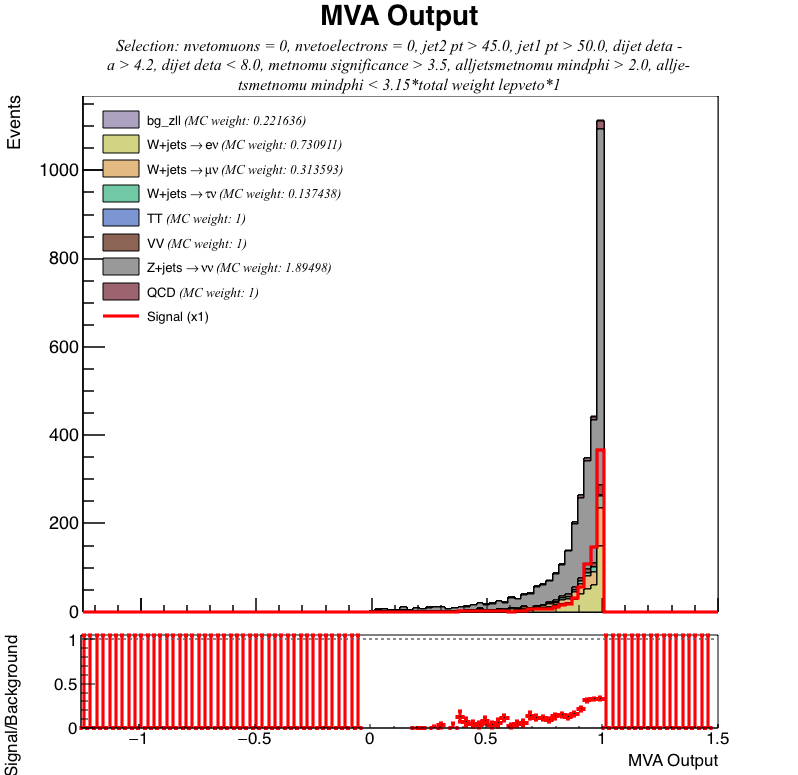 MVA Output
Selection: nvetomuons = 0, nvetoelectrons = 0, jet2 pt > 45.0, jet1 pt > 50.0, dijet deta -
a > 4.2, dijet deta < 8.0, metnomu significance > 3.5, alljetsmetnomu mindphi > 2.0, allje-
tsmetnomu mindphi < 3.15*total weight lepveto*1
Events
bg_zll (MC weight: 0.221636)
W+jets → eν (MC weight: 0.730911)
W+jets → μν (MC weight: 0.313593)
W+jets → τν (MC weight: 0.137438)
TT (MC weight: 1)
VV (MC weight: 1)
Z+jets → νν (MC weight: 1.89498)
QCD (MC weight: 1)
Signal (x1)
1000
800
600
400
200
0
Signal/Background
1
0.5
0
−1 −0.5 0 0.5 1 1.5
MVA Output